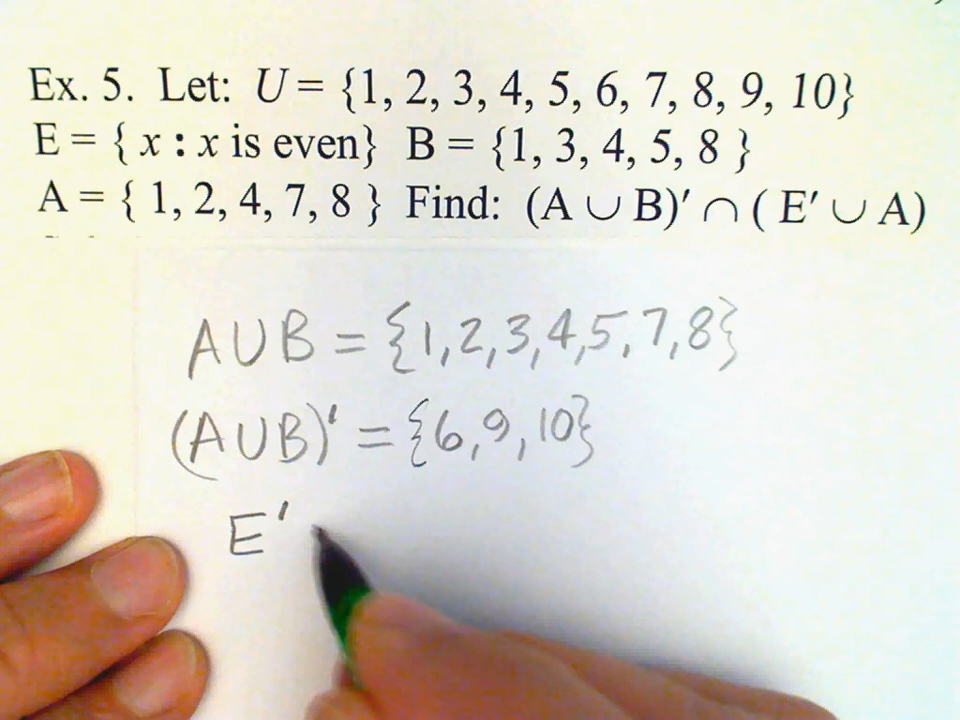 Ex. 5. Let: U = {1, 2, 3, 4, 5, 6, 7, 8, 9, 10}
E = { x : x is even} B = {1, 3, 4, 5, 8 }
A = { 1, 2, 4, 7, 8 } Find: (A ∪ B)′ ∩ ( E′ ∪ A)
A∪B = {1,2,3,4,5,7,8}
(A∪B)' = {6,9,10}
E'